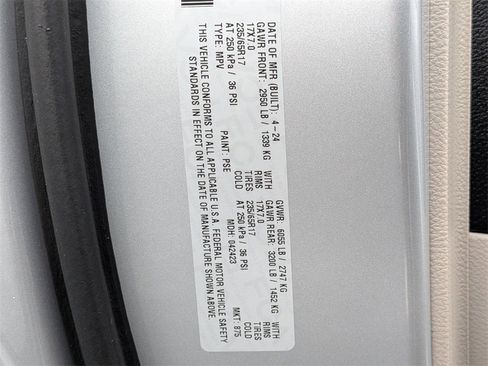 DATE OF MFR (BUILT): 4-24 GVWR: 6055 LB / 2747 KG
GAWR FRONT: 2950 LB / 1339 KG WITH GAWR REAR: 3200 LB / 1452 KG WITH
17X7.0 RIMS 17X7.0 RIMS
235/65R17 TIRES 235/65R17 TIRES
AT 250 kPa / 36 PSI COLD AT 250 kPa / 36 PSI COLD
TYPE: MPV PAINT: PSE MDH: 042423 MKT: 875
THIS VEHICLE CONFORMS TO ALL APPLICABLE U.S.A. FEDERAL MOTOR VEHICLE SAFETY
STANDARDS IN EFFECT ON THE DATE OF MANUFACTURE SHOWN ABOVE.